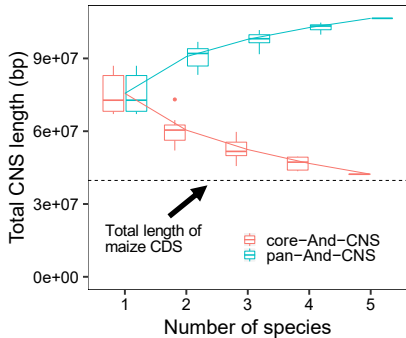 Total CNS length (bp)
9e+07
6e+07
3e+07
0e+00
Total length of
maize CDS
core−And−CNS
pan−And−CNS
1 2 3 4 5
Number of species